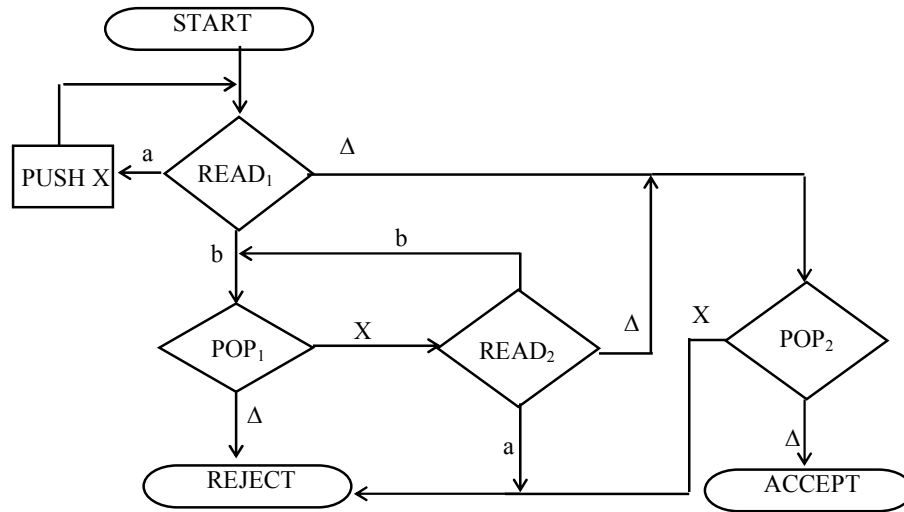 START
a
Δ
PUSH X
READ₁
b
b
X
POP₁
X
READ₂
Δ
POP₂
Δ
a
Δ
REJECT
ACCEPT